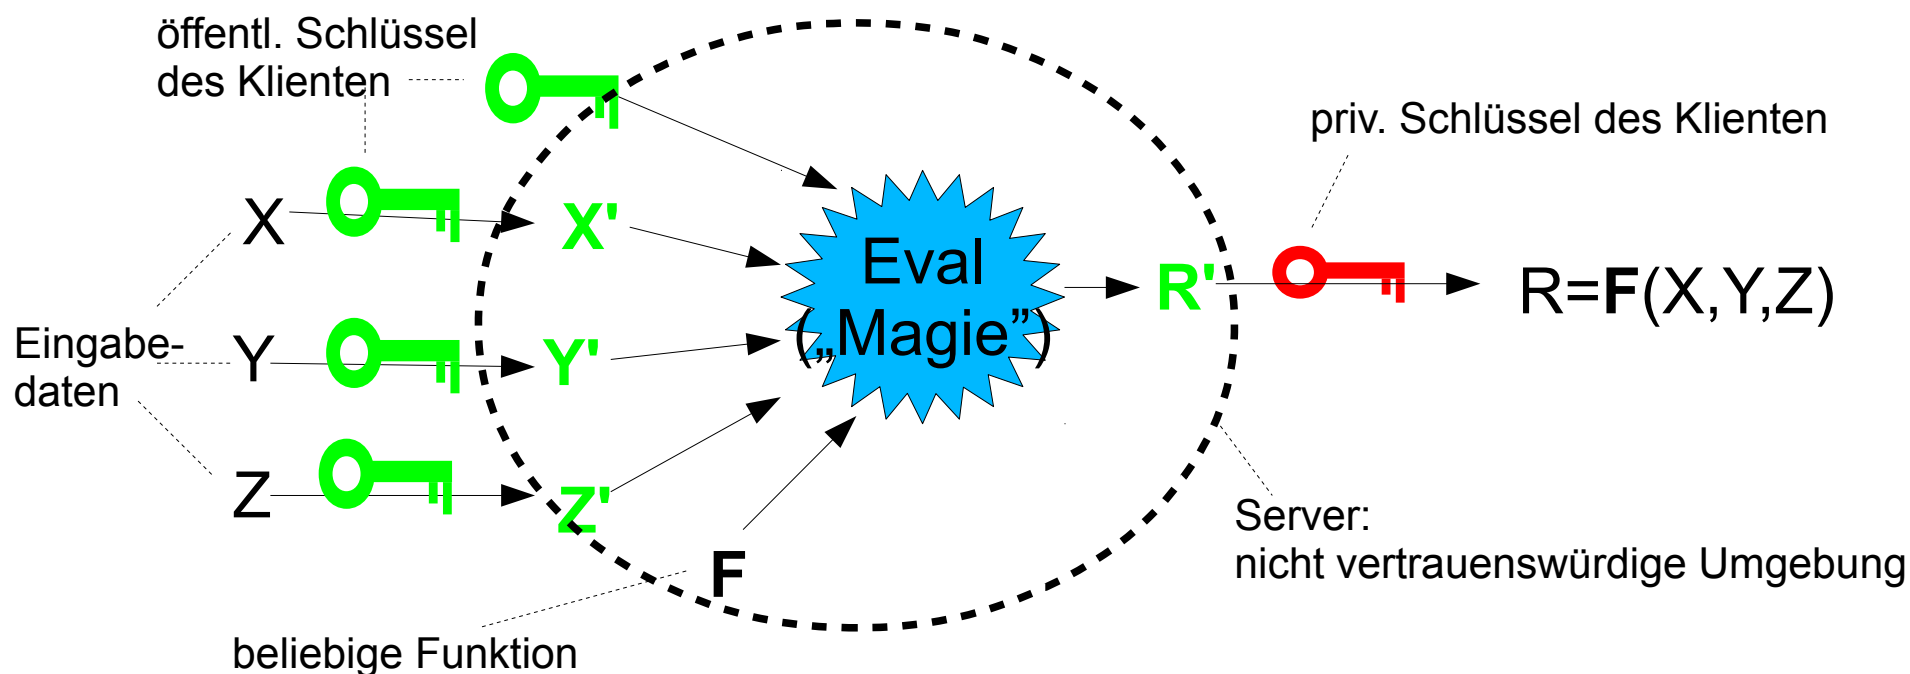 öffentl. Schlüssel
des Klienten
priv. Schlüssel des Klienten
X
X'
Eval
(„Magie”)
R'
R=F(X,Y,Z)
Eingabe-
daten
Y
Y'
Z
Z'
F
Server:
nicht vertrauenswürdige Umgebung
beliebige Funktion